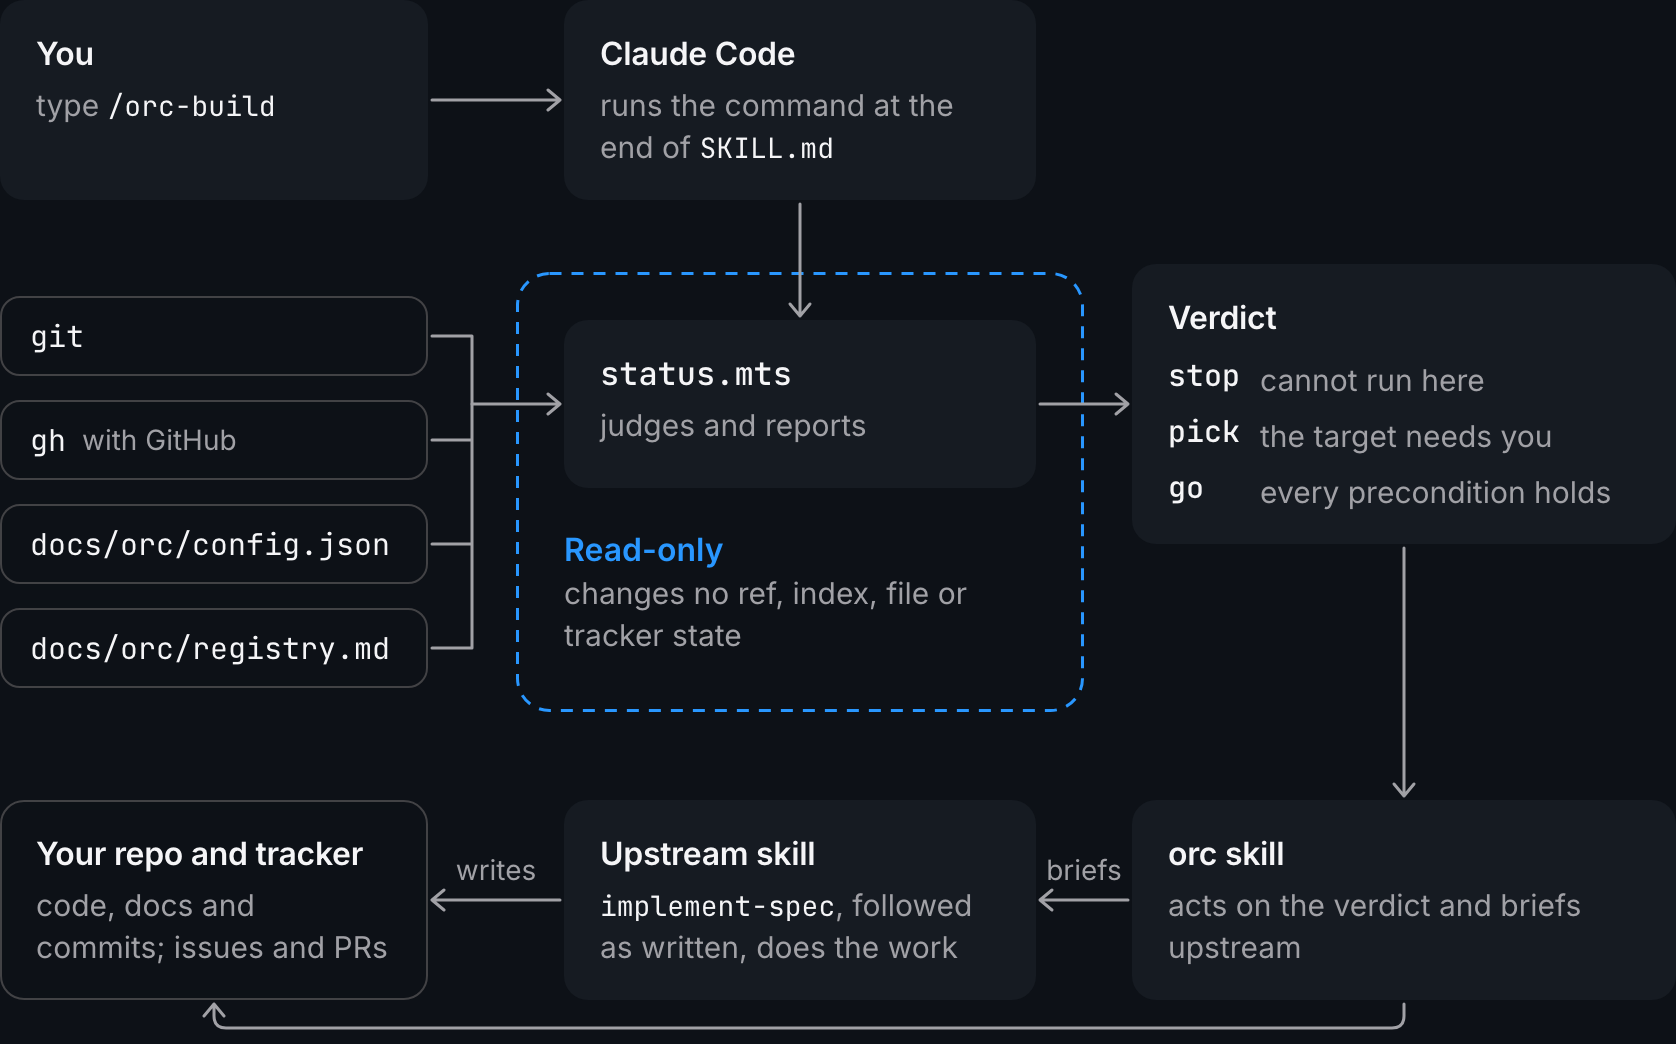 You
type /orc-build
Claude Code
runs the command at the
end of SKILL.md
git
gh with GitHub
docs/orc/config.json
docs/orc/registry.md
status.mts
judges and reports
Read-only
changes no ref, index, file or
tracker state
Verdict
stop cannot run here
pick the target needs you
go every precondition holds
Your repo and tracker
code, docs and
commits; issues and PRs
writes
Upstream skill
implement-spec, followed
as written, does the work
briefs
orc skill
acts on the verdict and briefs
upstream